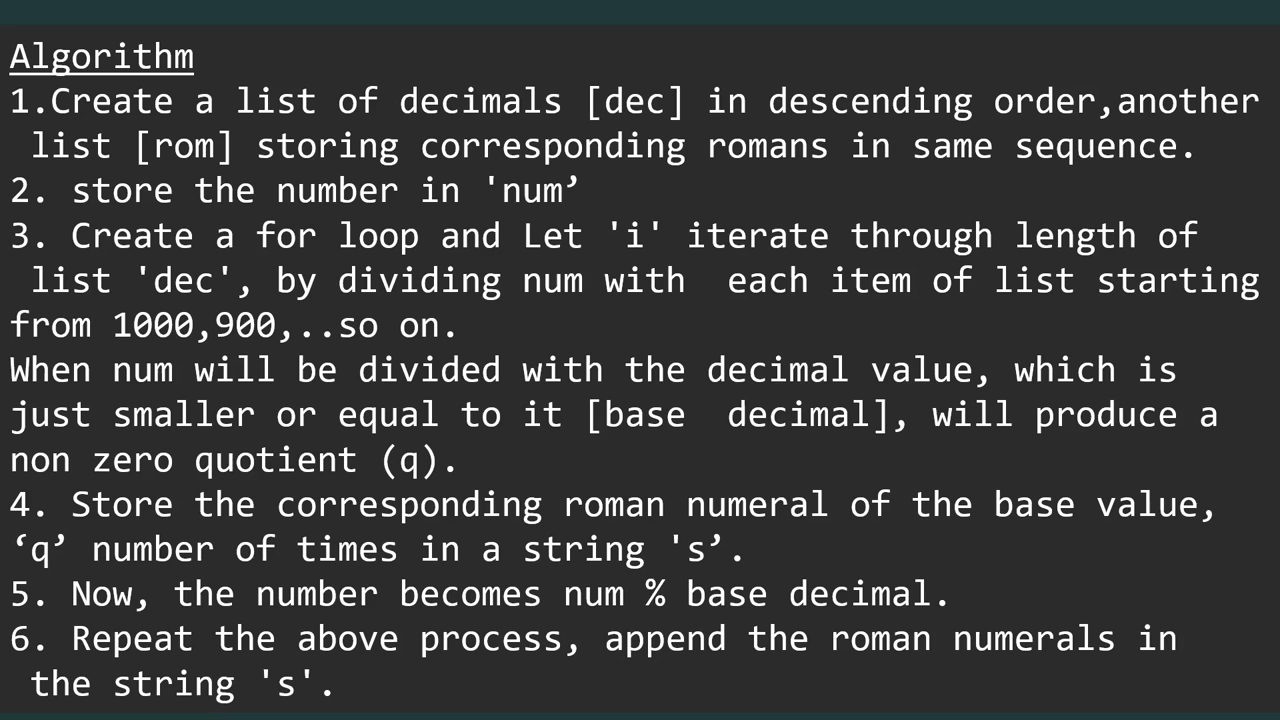 Algorithm
1.Create a list of decimals [dec] in descending order,another
list [rom] storing corresponding romans in same sequence.
2. store the number in 'num’
3. Create a for loop and Let 'i' iterate through length of
list 'dec', by dividing num with  each item of list starting
from 1000,900,..so on.
When num will be divided with the decimal value, which is
just smaller or equal to it [base  decimal], will produce a
non zero quotient (q).
4. Store the corresponding roman numeral of the base value,
‘q’ number of times in a string 's’.
5. Now, the number becomes num % base decimal.
6. Repeat the above process, append the roman numerals in
the string 's'.